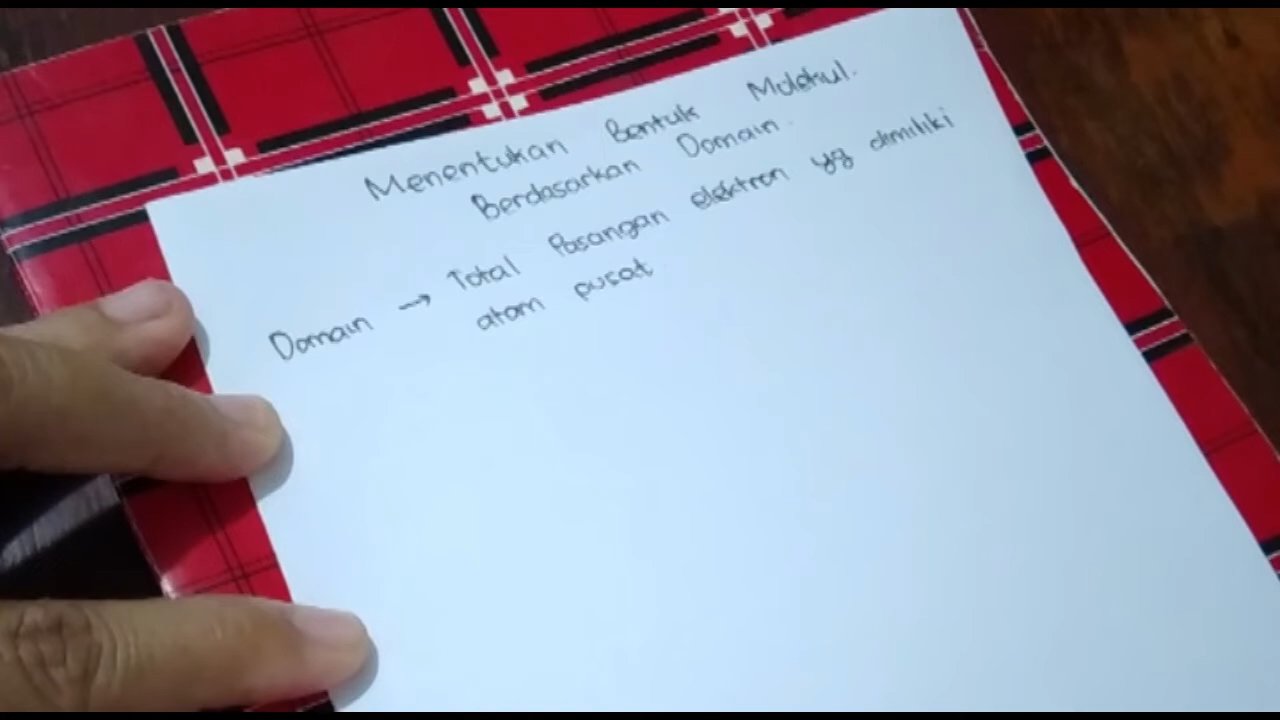 Menentukan Bentuk Molekul.
Berdasarkan Domain.
Domain → Total Pasangan elektron yg dimiliki
atom pusat